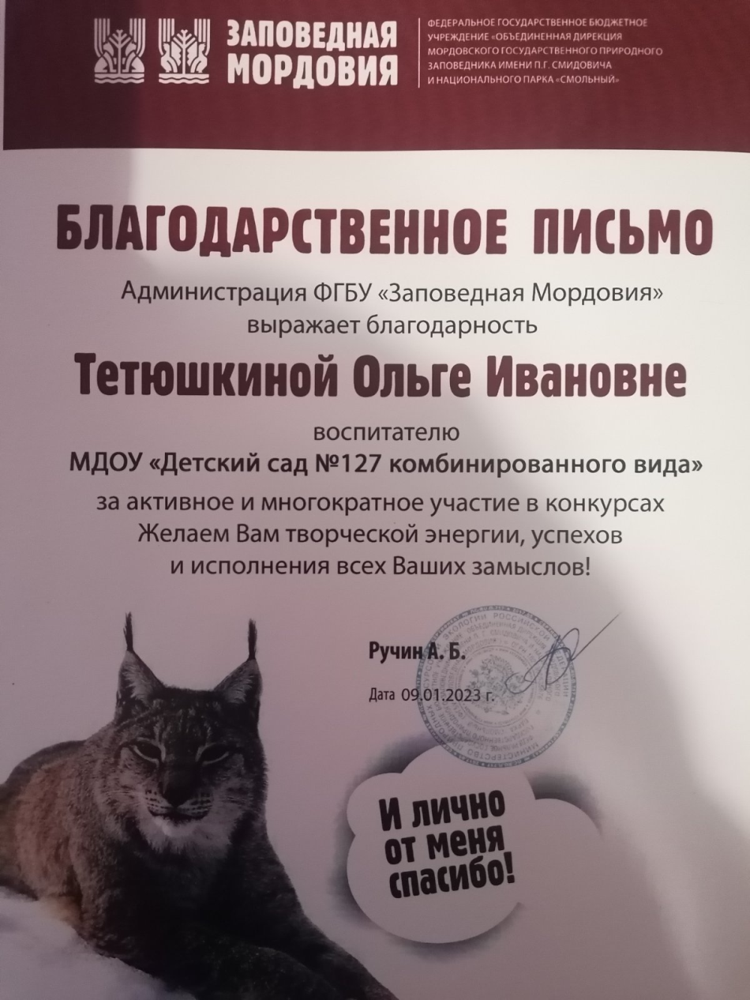 ЗАПОВЕДНАЯ
МОРДОВИЯ
ФЕДЕРАЛЬНОЕ ГОСУДАРСТВЕННОЕ БЮДЖЕТНОЕ
УЧРЕЖДЕНИЕ «ОБЪЕДИНЕННАЯ ДИРЕКЦИЯ
МОРДОВСКОГО ГОСУДАРСТВЕННОГО ПРИРОДНОГО
ЗАПОВЕДНИКА ИМЕНИ П.Г. СМИДОВИЧА
И НАЦИОНАЛЬНОГО ПАРКА «СМОЛЬНЫЙ»
БЛАГОДАРСТВЕННОЕ ПИСЬМО
Администрация ФГБУ «Заповедная Мордовия»
выражает благодарность
Тетюшкиной Ольге Ивановне
воспитателю
МДОУ «Детский сад №127 комбинированного вида»
за активное и многократное участие в конкурсах
Желаем Вам творческой энергии, успехов
и исполнения всех Ваших замыслов!
Ручин А. Б.
Дата 09.01.2023 г.
ЭКОЛОГИИ РОССИЙСКОЙ ФЕДЕРАЦИИ
И лично
от меня
спасибо!